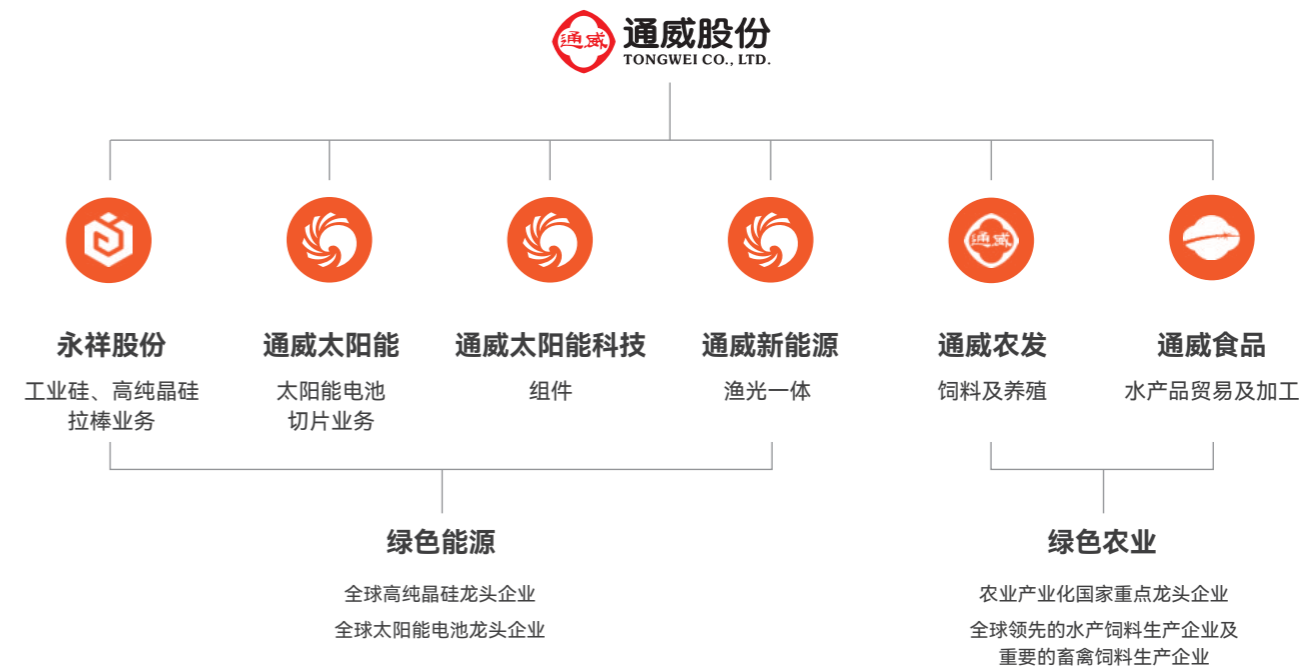 通威
通威股份
TONGWEI CO., LTD.
通威
永祥股份
通威太阳能
通威太阳能科技
通威新能源
通威农发
通威食品
工业硅、高纯晶硅
拉棒业务
太阳能电池
切片业务
组件
渔光一体
饲料及养殖
水产品贸易及加工
绿色能源
全球高纯晶硅龙头企业
全球太阳能电池龙头企业
绿色农业
农业产业化国家重点龙头企业
全球领先的水产饲料生产企业及
重要的畜禽饲料生产企业